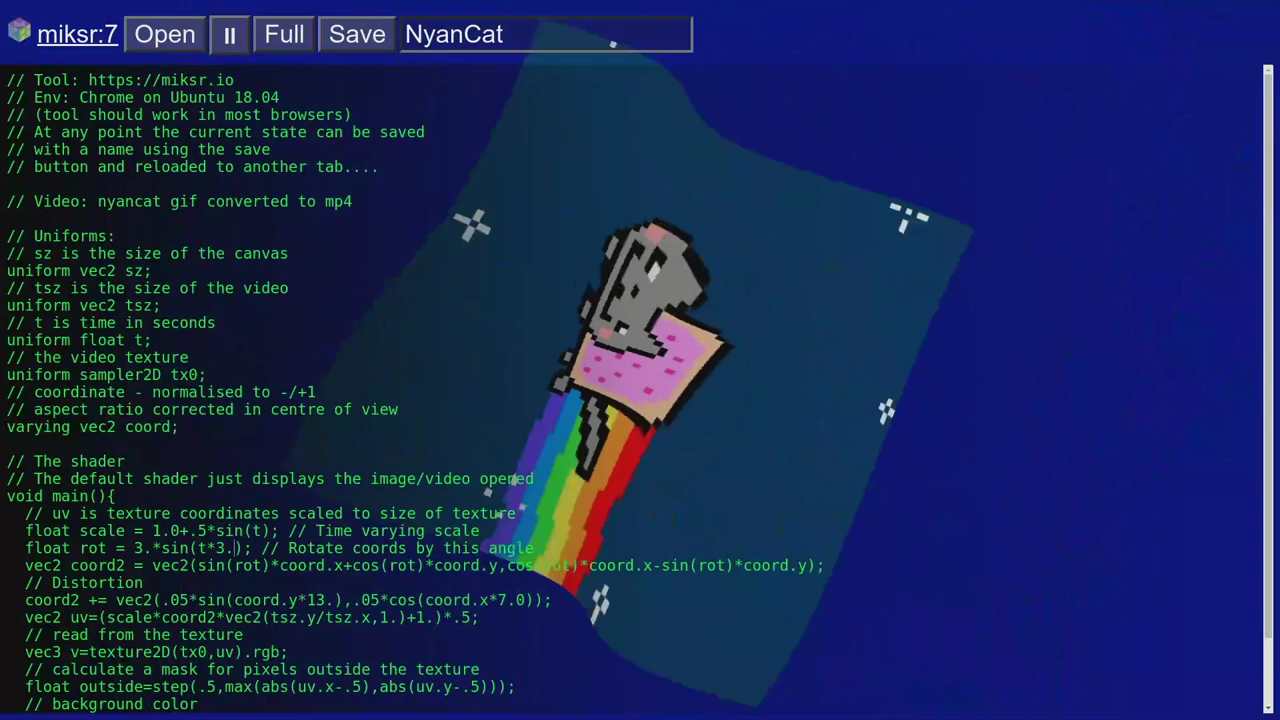 miksr:7 Open Full Save NyanCat
// Tool: https://miksr.io
// Env: Chrome on Ubuntu 18.04
// (tool should work in most browsers)
// At any point the current state can be saved
// with a name using the save
// button and reloaded to another tab....
// Video: nyancat gif converted to mp4
// Uniforms:
// sz is the size of the canvas
uniform vec2 sz;
// tsz is the size of the video
uniform vec2 tsz;
// t is time in seconds
uniform float t;
// the video texture
uniform sampler2D tx0;
// coordinate - normalised to -/+1
// aspect ratio corrected in centre of view
varying vec2 coord;
// The shader
// The default shader just displays the image/video opened
void main(){
// uv is texture coordinates scaled to size of texture
float scale = 1.0+.5*sin(t); // Time varying scale
float rot = 3.*sin(t*3.); // Rotate coords by this angle
vec2 coord2 = vec2(sin(rot)*coord.x+cos(rot)*coord.y,cos(rot)*coord.x-sin(rot)*coord.y);
// Distortion
coord2 += vec2(.05*sin(coord.y*13.),.05*cos(coord.x*7.0));
vec2 uv=(scale*coord2*vec2(tsz.y/tsz.x,1.)+1.)*.5;
// read from the texture
vec3 v=texture2D(tx0,uv).rgb;
// calculate a mask for pixels outside the texture
float outside=step(.5,max(abs(uv.x-.5),abs(uv.y-.5)));
// background color